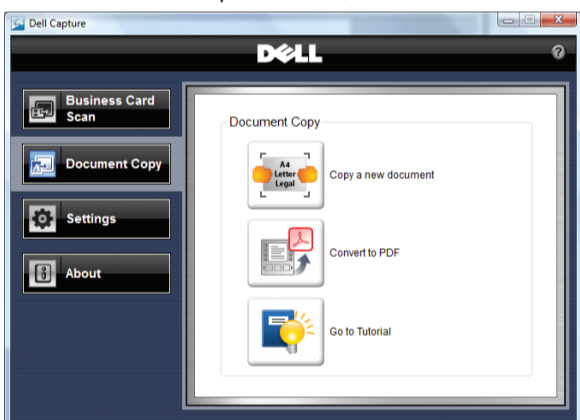 Dell Capture
DELL
?
Business Card
Scan
Document Copy
Settings
About
Document Copy
A4
Letter
Legal
Copy a new document
Convert to PDF
Go to Tutorial